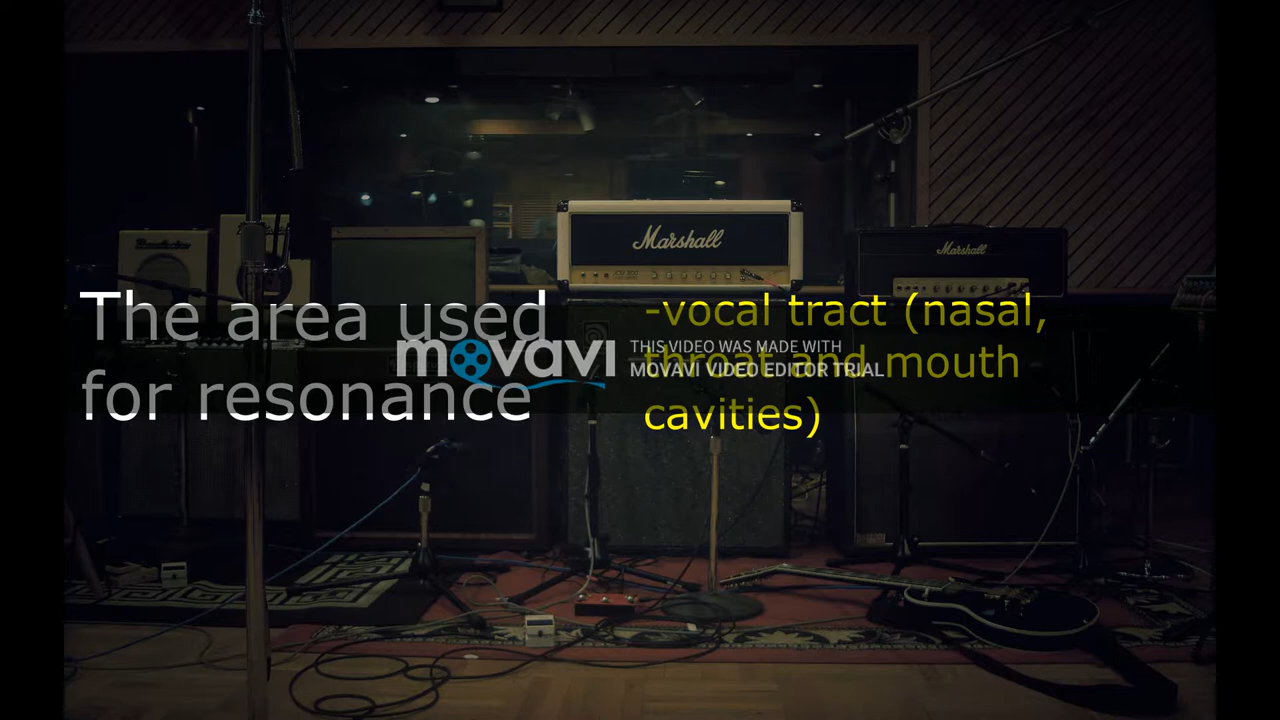 Marshall
Marshall
The area used
for resonance
-vocal tract (nasal,
throat and mouth
cavities)
movavi
THIS VIDEO WAS MADE WITH
MOVAVI VIDEO EDITOR TRIAL